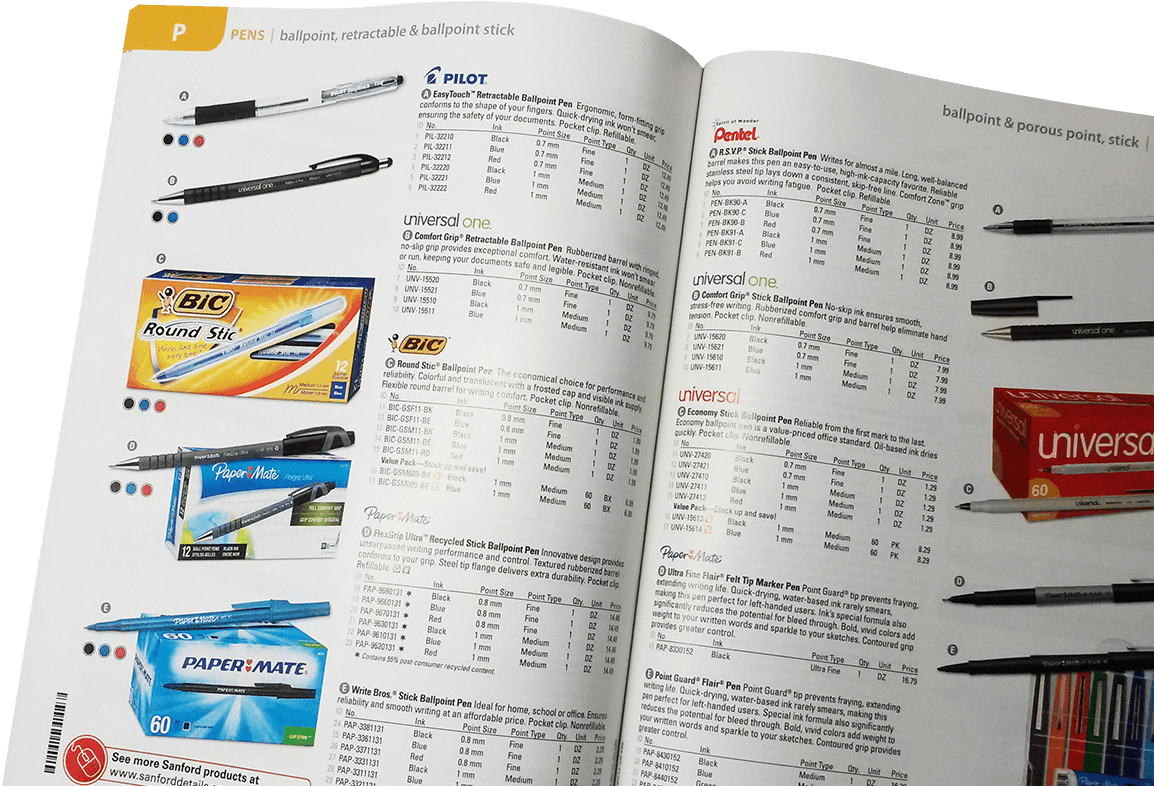 P
PENS | ballpoint, retractable & ballpoint stick
A
B
universal one.
C
BIC
Round Stic
12
D
PAPER MATE
FlexGrip Ultra
12 BALL POINT PENS
E
60
PAPER MATE
60
See more Sanford products at
PILOT
A EasyTouch™ Retractable Ballpoint Pen Ergonomic, form-fitting grip
conforms to the shape of your fingers. Quick-drying ink won't smear,
ensuring the safety of your documents. Pocket clip. Refillable.
ID No. Ink Point Size Point Type Qty. Unit Price
1 PIL-32210 Black 0.7 mm Fine 1 DZ 12.49
2 PIL-32211 Blue 0.7 mm Fine 1 DZ 12.49
3 PIL-32212 Red 0.7 mm Fine 1 DZ 12.49
4 PIL-32220 Black 1 mm Medium 1 DZ 12.49
5 PIL-32221 Blue 1 mm Medium 1 DZ 12.49
6 PIL-32222 Red 1 mm Medium 1 DZ 12.49
universal one.
B Comfort Grip® Retractable Ballpoint Pen Rubberized barrel with ringed,
no-slip grip provides exceptional comfort. Water-resistant ink won't smear
or run, keeping your documents safe and legible. Pocket clip. Nonrefillable.
ID No. Ink Point Size Point Type Qty. Unit Price
7 UNV-15520 Black 0.7 mm Fine 1 DZ 9.79
8 UNV-15521 Blue 0.7 mm Fine 1 DZ 9.79
9 UNV-15510 Black 1 mm Medium 1 DZ 9.79
10 UNV-15511 Blue 1 mm Medium 1 DZ 9.79
BIC
C Round Stic® Ballpoint Pen The economical choice for performance and
reliability. Colorful and translucent with a frosted cap and visible ink supply.
Flexible round barrel for writing comfort. Pocket clip. Nonrefillable.
ID No. Ink Point Size Point Type Qty. Unit Price
11 BIC-GSF11-BK Black 0.8 mm Fine 1 DZ 1.99
12 BIC-GSF11-BE Blue 0.8 mm Fine 1 DZ 1.99
13 BIC-GSM11-BK Black 1 mm Medium 1 DZ 1.99
14 BIC-GSM11-BE Blue 1 mm Medium 1 DZ 1.99
15 BIC-GSM11-RD Red 1 mm Medium 1 DZ 1.99
Value Pack—Stock up and save!
16 BIC-GSM609-BK Black 1 mm Medium 60 BX 6.99
17 BIC-GSM609-BE Blue 1 mm Medium 60 BX 6.99
PAPER MATE
D FlexGrip Ultra™ Recycled Stick Ballpoint Pen Innovative design provides
unsurpassed writing performance and control. Textured rubberized barrel
conforms to your grip. Steel tip flange delivers extra durability. Pocket clip.
Refillable.
ID No. Ink Point Size Point Type Qty. Unit Price
18 PAP-9680131 * Black 0.8 mm Fine 1 DZ 14.49
19 PAP-9660131 * Blue 0.8 mm Fine 1 DZ 14.49
20 PAP-9670131 * Red 0.8 mm Fine 1 DZ 14.49
21 PAP-9630131 * Black 1 mm Medium 1 DZ 14.49
22 PAP-9610131 * Blue 1 mm Medium 1 DZ 14.49
23 PAP-9620131 * Red 1 mm Medium 1 DZ 14.49
* Contains 55% post-consumer recycled content.
E Write Bros.® Stick Ballpoint Pen Ideal for home, school or office. Ensures
reliability and smooth writing at an affordable price. Pocket clip. Nonrefillable.
ID No. Ink Point Size Point Type Qty. Unit Price
24 PAP-3381131 Black 0.8 mm Fine 1 DZ 2.29
25 PAP-3361131 Blue 0.8 mm Fine 1 DZ 2.29
26 PAP-3371131 Red 0.8 mm Fine 1 DZ 2.29
27 PAP-3331131 Black 1 mm Medium 1 DZ 2.29
28 PAP-3311131 Blue 1 mm Medium 1 DZ 2.29
ballpoint & porous point, stick |
Spirit of Wonder
Pentel
A R.S.V.P.® Stick Ballpoint Pen Writes for almost a mile. Long, well-balanced
barrel makes this pen an easy-to-use, high-ink-capacity favorite. Reliable
stainless steel tip lays down a consistent, skip-free line. Comfort Zone™ grip
helps you avoid writing fatigue. Pocket clip. Refillable.
ID No. Ink Point Size Point Type Qty. Unit Price
1 PEN-BK90-A Black 0.7 mm Fine 1 DZ 8.99
2 PEN-BK90-C Blue 0.7 mm Fine 1 DZ 8.99
3 PEN-BK90-B Red 0.7 mm Fine 1 DZ 8.99
4 PEN-BK91-A Black 1 mm Medium 1 DZ 8.99
5 PEN-BK91-C Blue 1 mm Medium 1 DZ 8.99
6 PEN-BK91-B Red 1 mm Medium 1 DZ 8.99
universal one.
B Comfort Grip® Stick Ballpoint Pen No-skip ink ensures smooth,
stress-free writing. Rubberized comfort grip and barrel help eliminate hand
tension. Pocket clip. Nonrefillable.
ID No. Ink Point Size Point Type Qty. Unit Price
UNV-15620 Black 0.7 mm Fine 1 DZ 7.99
UNV-15621 Blue 0.7 mm Fine 1 DZ 7.99
UNV-15610 Black 1 mm Medium 1 DZ 7.99
UNV-15611 Blue 1 mm Medium 1 DZ 7.99
universal
C Economy Stick Ballpoint Pen Reliable from the first mark to the last.
Economy ballpoint pen is a value-priced office standard. Oil-based ink dries
quickly. Pocket clip. Nonrefillable.
ID No. Ink Point Size Point Type Qty. Unit Price
UNV-27420 Black 0.7 mm Fine 1 DZ 1.29
UNV-27421 Blue 0.7 mm Fine 1 DZ 1.29
UNV-27410 Black 1 mm Medium 1 DZ 1.29
UNV-27411 Blue 1 mm Medium 1 DZ 1.29
UNV-27412 Red 1 mm Medium 1 DZ 1.29
Value Pack—Stock up and save!
16 UNV-15613 Black 1 mm Medium 60 PK 8.29
17 UNV-15614 Blue 1 mm Medium 60 PK 8.29
PAPER MATE
D Ultra Fine Flair® Felt Tip Marker Pen Point Guard® tip prevents fraying,
extending writing life. Quick-drying, water-based ink rarely smears,
making this pen perfect for left-handed users. Ink's special formula also
significantly reduces the potential for bleed through. Bold, vivid colors add
weight to your written words and sparkle to your sketches. Contoured grip
provides greater control.
ID No. Ink Point Type Qty. Unit Price
PAP-8330152 Black Ultra Fine 1 DZ 16.79
E Point Guard® Flair® Pen Point Guard® tip prevents fraying, extending
writing life. Quick-drying, water-based ink rarely smears, making this
pen perfect for left-handed users. Special ink formula also significantly
reduces the potential for bleed through. Bold, vivid colors add weight to
your written words and sparkle to your sketches. Contoured grip provides
greater control.
ID No. Ink Point Type Qty. Unit Price
19 PAP-8430152 Black Medium 1 DZ 16.79
20 PAP-8410152 Blue Medium 1 DZ
21 PAP-8440152 Green Medium
A
B
universal one.
universal
60
C
D
E